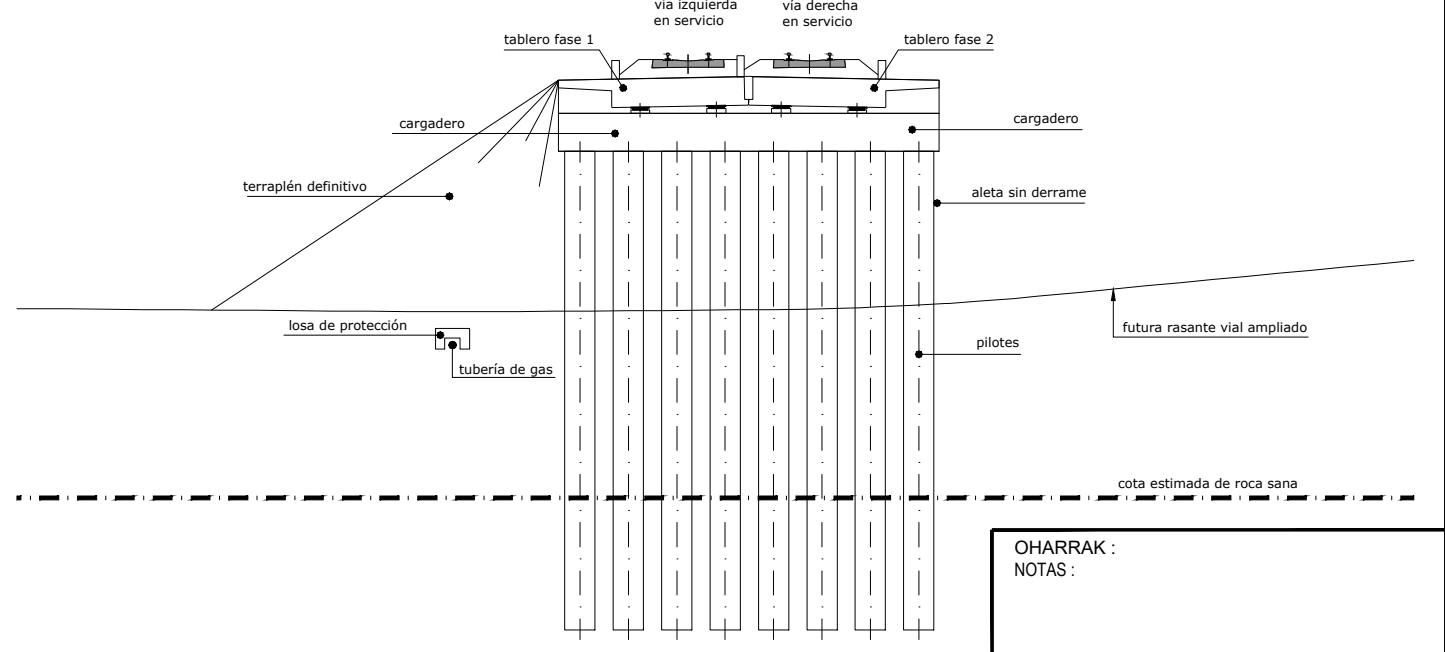 vía izquierda
en servicio
vía derecha
en servicio
tablero fase 1
tablero fase 2
cargadero
cargadero
terraplén definitivo
aleta sin derrame
losa de protección
tubería de gas
futura rasante vial ampliado
pilotes
cota estimada de roca sana
OHARRAK :
NOTAS :